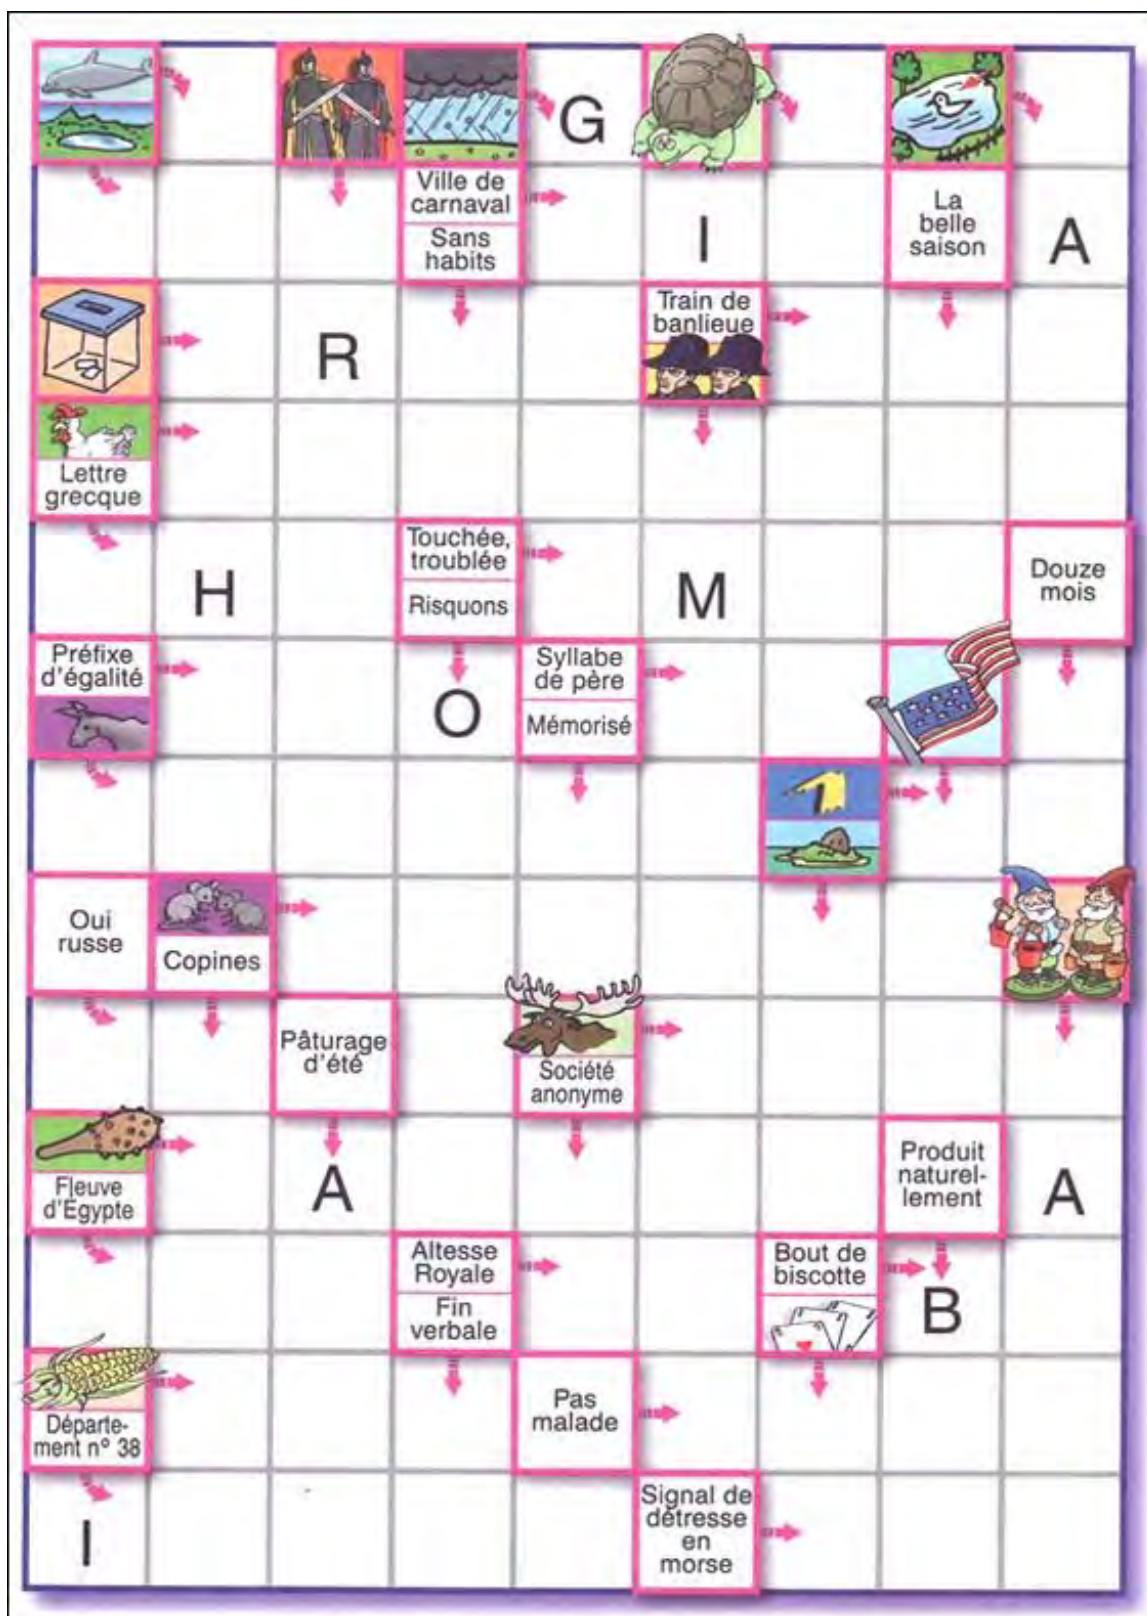 G
Ville de
carnaval
Sans
habits
I
La
belle
saison
A
R
Train de
banlieue
Lettre
grecque
H
Touchée,
troublée
Risquons
M
Douze
mois
Préfixe
d'égalité
O
Syllabe
de père
Mémorisé
Oui
russe
Copines
Pâturage
d'été
Société
anonyme
Fleuve
d'Egypte
A
Produit
naturel-
lement
A
Altesse
Royale
Fin
verbale
Bout de
biscotte
B
Départe-
ment n° 38
Pas
malade
I
Signal de
détresse
en
morse